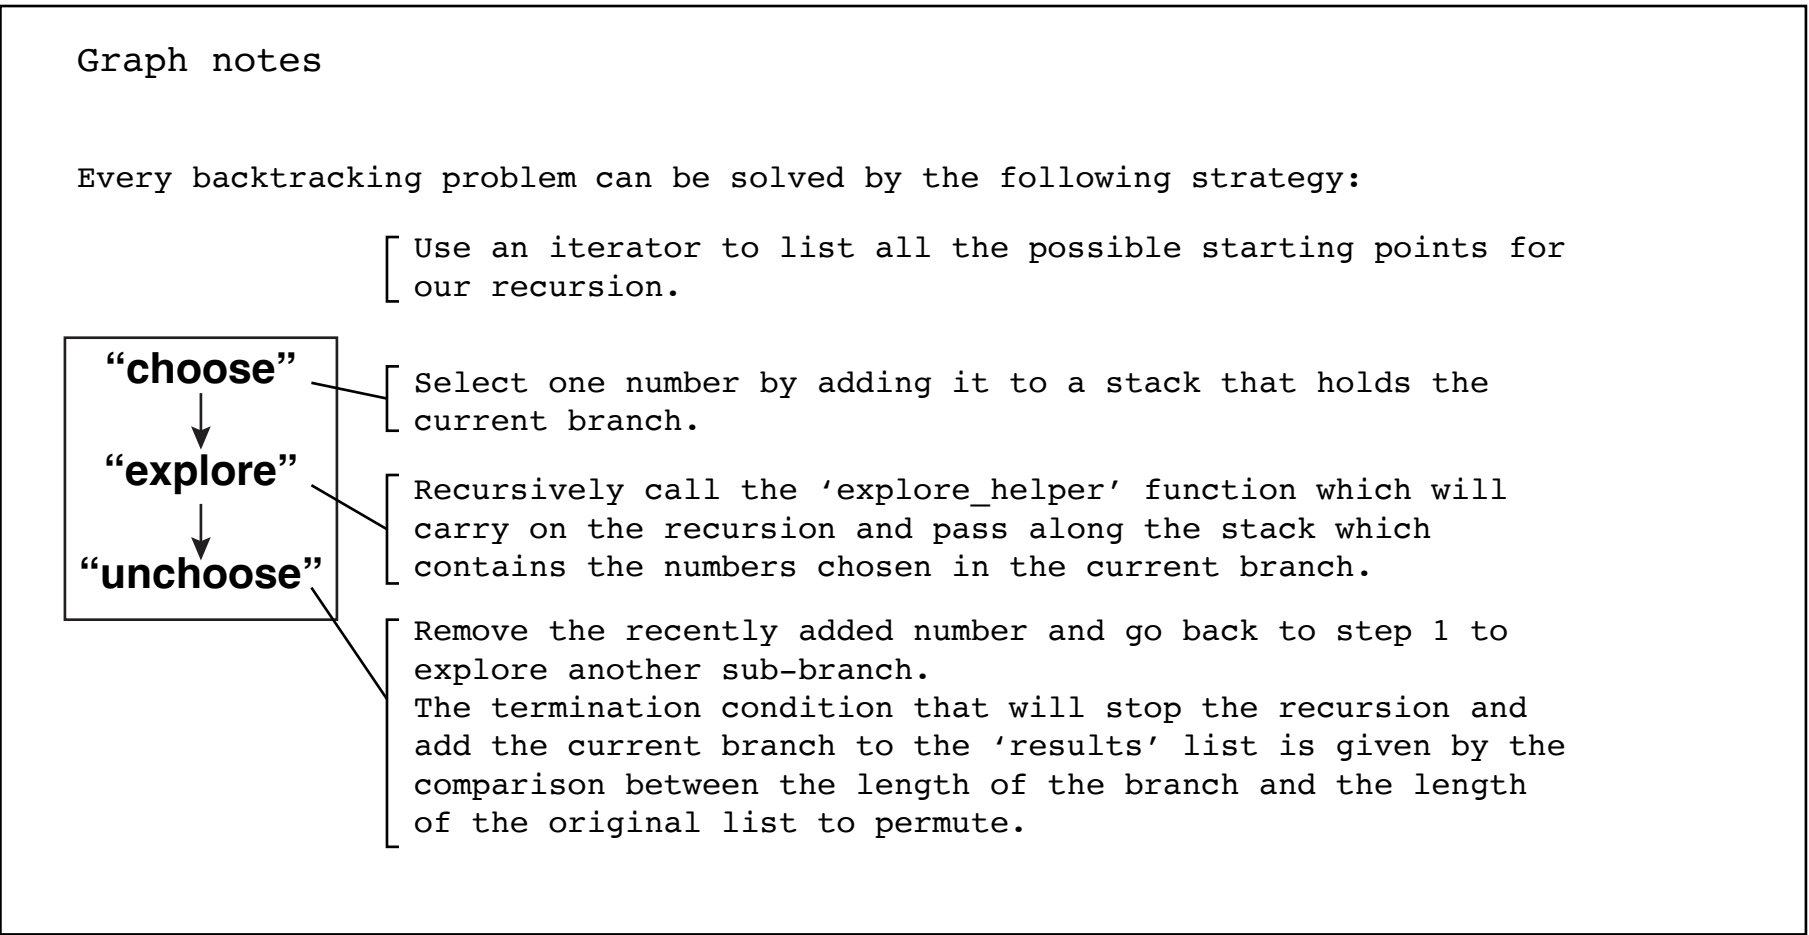 Graph notes
Every backtracking problem can be solved by the following strategy:
Use an iterator to list all the possible starting points for
our recursion.
“choose”
Select one number by adding it to a stack that holds the
current branch.
“explore”
Recursively call the ‘explore_helper’ function which will
carry on the recursion and pass along the stack which
contains the numbers chosen in the current branch.
“unchoose”
Remove the recently added number and go back to step 1 to
explore another sub-branch.
The termination condition that will stop the recursion and
add the current branch to the ‘results’ list is given by the
comparison between the length of the branch and the length
of the original list to permute.